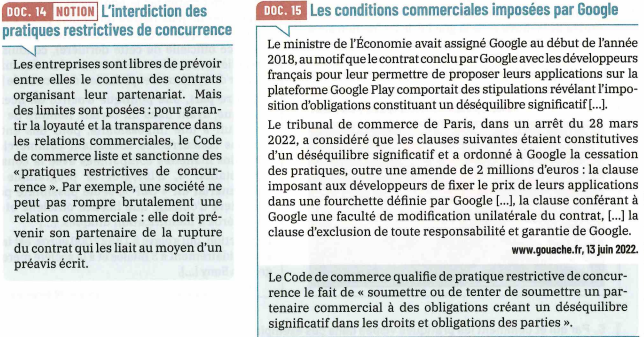 DOC. 14 NOTION L'interdiction des
pratiques restrictives de concurrence
Les entreprises sont libres de prévoir
entre elles le contenu des contrats
organisant leur partenariat. Mais
des limites sont posées : pour garan-
tir la loyauté et la transparence dans
les relations commerciales, le Code
de commerce liste et sanctionne des
« pratiques restrictives de concur-
rence ». Par exemple, une société ne
peut pas rompre brutalement une
relation commerciale : elle doit pré-
venir son partenaire de la rupture
du contrat qui les liait au moyen d'un
préavis écrit.
DOC. 15 Les conditions commerciales imposées par Google
Le ministre de l'Économie avait assigné Google au début de l'année
2018, au motif que le contrat conclu par Google avec les développeurs
français pour leur permettre de proposer leurs applications sur la
plateforme Google Play comportait des stipulations révélant l'impo-
sition d'obligations constituant un déséquilibre significatif [...].
Le tribunal de commerce de Paris, dans un arrêt du 28 mars
2022, a considéré que les clauses suivantes étaient constitutives
d'un déséquilibre significatif et a ordonné à Google la cessation
des pratiques, outre une amende de 2 millions d'euros : la clause
imposant aux développeurs de fixer le prix de leurs applications
dans une fourchette définie par Google [...], la clause conférant à
Google une faculté de modification unilatérale du contrat, [...] la
clause d'exclusion de toute responsabilité et garantie de Google.
www.gouache.fr, 13 juin 2022.
Le Code de commerce qualifie de pratique restrictive de concur-
rence le fait de « soumettre ou de tenter de soumettre un par-
tenaire commercial à des obligations créant un déséquilibre
significatif dans les droits et obligations des parties ».